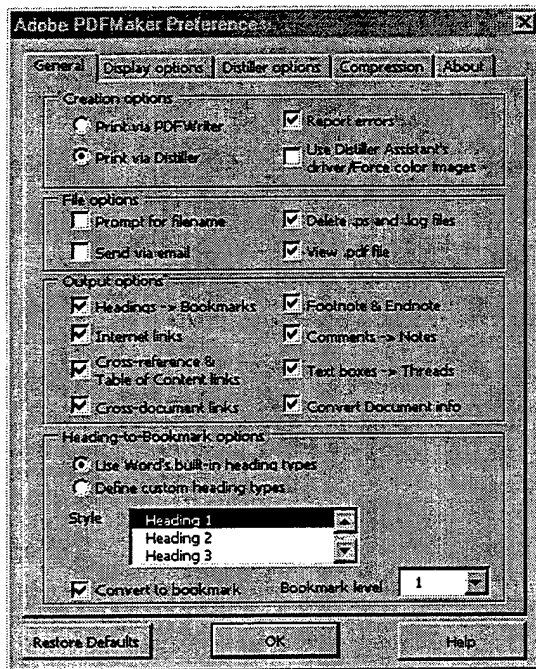 Adobe PDFMaker Preferences
General Display options Distiller options Compression About
Creation options
Print via PDFWriter
Report errors
Print via Distiller
Use Distiller Assistant's
driver/Force color images
File options
Prompt for filename
Delete .ps and .log files
Send via email
View .pdf file
Output options
Headings -> Bookmarks
Footnote & Endnote
Internet links
Comments -> Notes
Cross-reference &
Table of Content links
Text boxes -> Threads
Cross-document links
Convert Document info
Heading-to-Bookmark options
Use Word's built-in heading types
Define custom heading types
Style
Heading 1
Heading 2
Heading 3
Convert to bookmark
Bookmark level
1
Restore Defaults
OK
Help